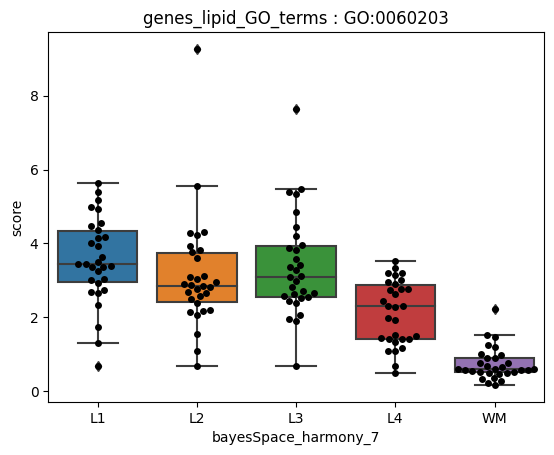 genes_lipid_GO_terms : GO:0060203
8
6
4
2
0
score
L1 L2 L3 L4 WM
bayesSpace_harmony_7